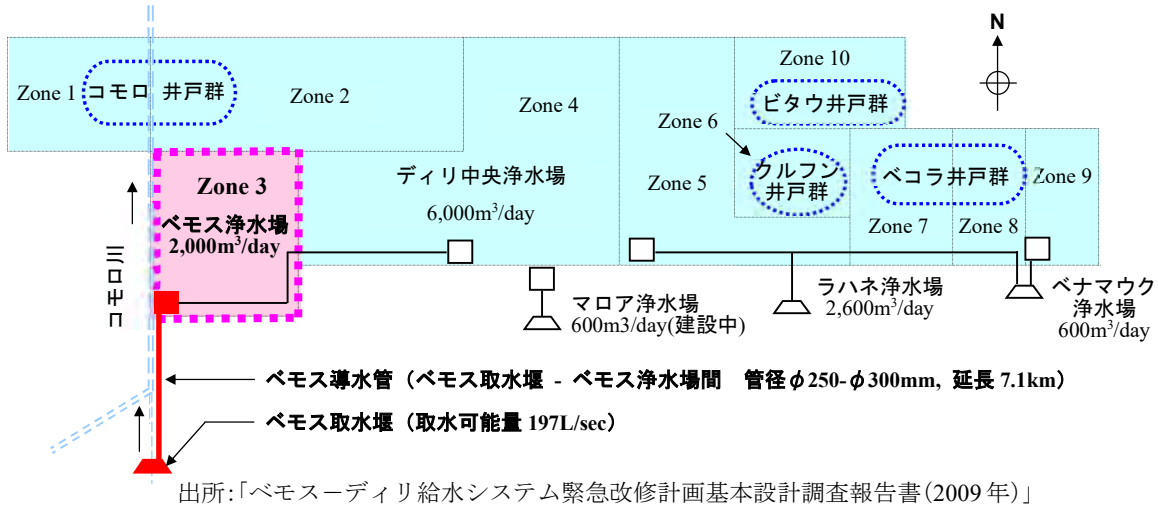 N
Zone 10
Zone 1
コモロ 井戸群
Zone 2
Zone 4
ビタウ井戸群
Zone 6
Zone 3
ディリ中央浄水場
6,000m³/day
Zone 5
クルフン
井戸群
ベコラ井戸群
Zone 9
ベモス浄水場
2,000m³/day
Zone 7
Zone 8
コモロ川
マロア浄水場
600m3/day(建設中)
ラハネ浄水場
2,600m³/day
ベナマウク
浄水場
600m³/day
ベモス導水管（ベモス取水堰 - ベモス浄水場間 管径φ250-φ300mm, 延長 7.1km）
ベモス取水堰（取水可能量 197L/sec）
出所:「ベモス－ディリ給水システム緊急改修計画基本設計調査報告書(2009 年)」